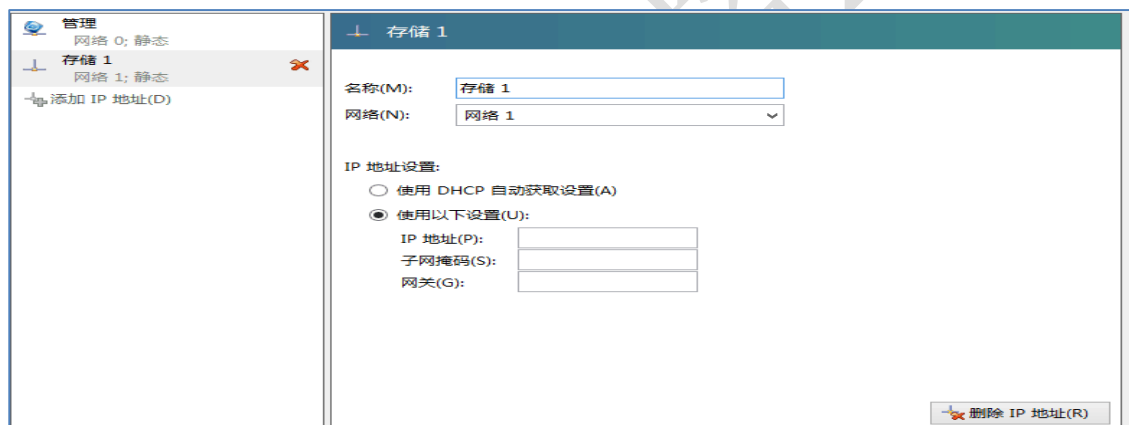 管理
网络 0; 静态
存储 1
网络 1; 静态
添加 IP 地址(D)
存储 1
名称(M): 存储 1
网络(N): 网络 1
IP 地址设置:
使用 DHCP 自动获取设置(A)
使用以下设置(U):
IP 地址(P):
子网掩码(S):
网关(G):
删除 IP 地址(R)